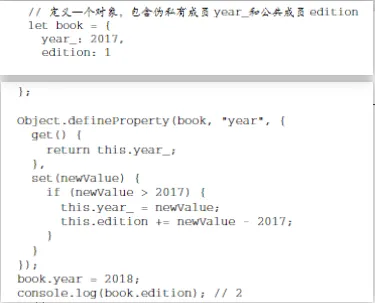 // 定义一个对象，包含伪私有成员 year_和公共成员 edition
let book = {
  year_: 2017,
  edition: 1
};

Object.defineProperty(book, "year", {
  get() {
    return this.year_;
  },
  set(newValue) {
    if (newValue > 2017) {
      this.year_ = newValue;
      this.edition += newValue - 2017;
    }
  }
});
book.year = 2018;
console.log(book.edition); // 2